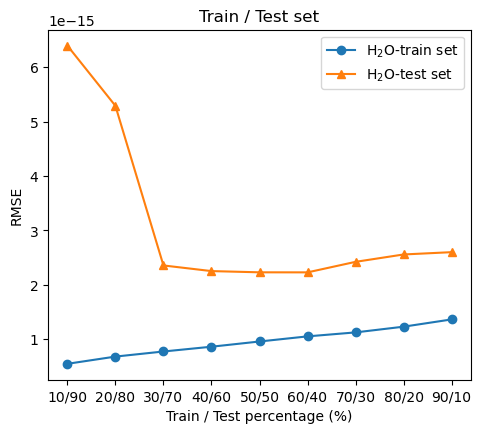 Train / Test set
1e−15
H₂O-train set
H₂O-test set
6
5
4
3
2
1
RMSE
10/90 20/80 30/70 40/60 50/50 60/40 70/30 80/20 90/10
Train / Test percentage (%)